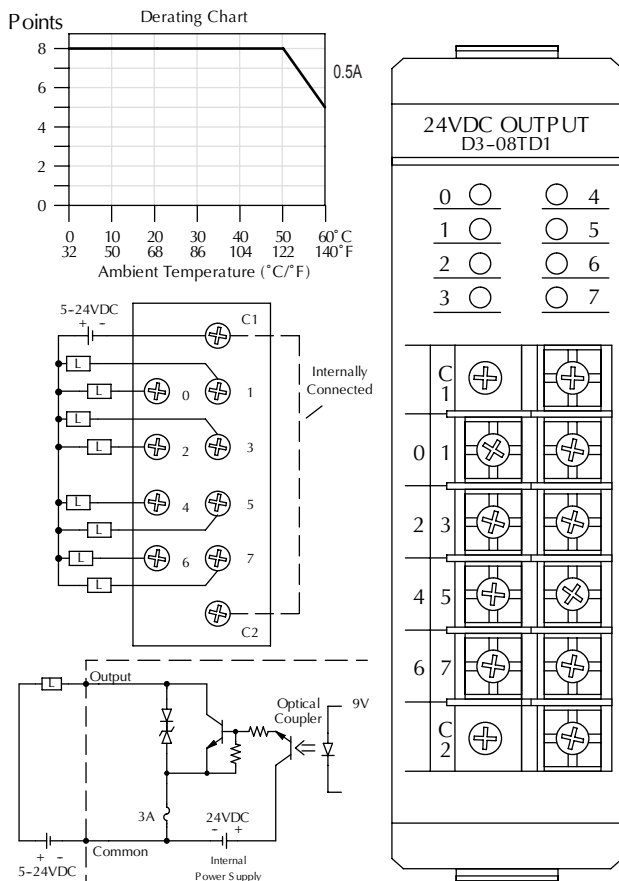 Points
Derating Chart
8
6
4
2
0
0.5A
0 10 20 30 40 50 60˚C
32 50 68 86 104 122 140˚F
Ambient Temperature (˚C/˚F)
5–24VDC
+ -
C1
L
L 0 1
L
L 2 3
L 4 5
L
L 6 7
L
C2
Internally
Connected
L
Output
Optical
Coupler
9V
3A
24VDC
- +
Common
Internal
Power Supply
+ -
5–24VDC
24VDC OUTPUT
D3–08TD1
0 4
1 5
2 6
3 7
C
1
0 1
2 3
4 5
6 7
C
2